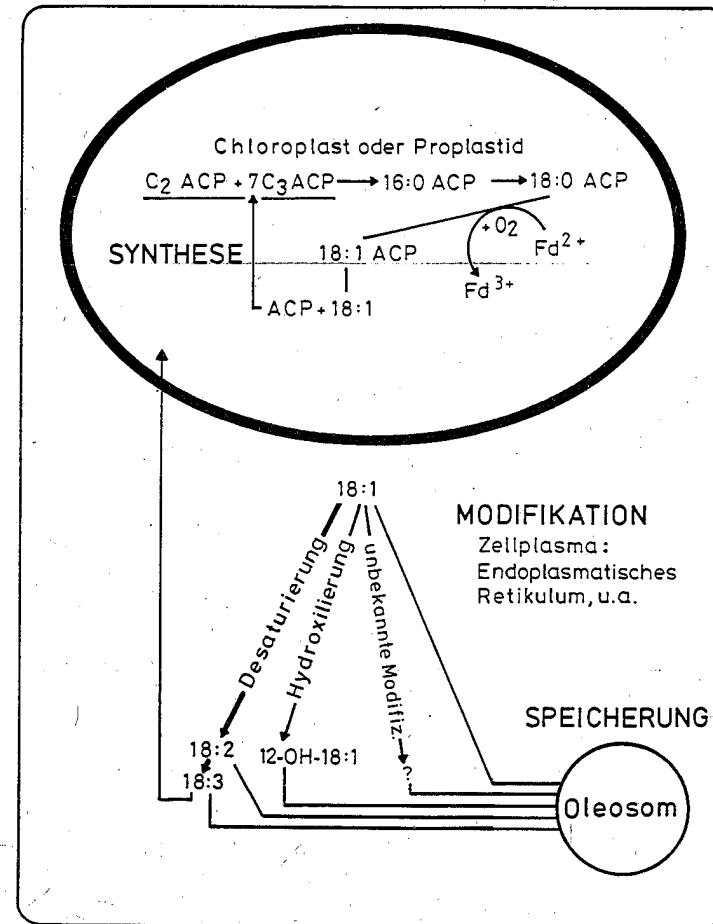 Chloroplast oder Proplastid
C₂ ACP + 7C₃ACP → 16:0 ACP → 18:0 ACP
+O₂
SYNTHESE
18:1 ACP
Fd²⁺
Fd³⁺
ACP + 18:1
18:1
MODIFIKATION
Zellplasma:
Endoplasmatisches
Retikulum, u.a.
Desaturierung
Hydroxilierung
unbekannte Modifiz.
SPEICHERUNG
18:2
12-OH-18:1
?
18:3
Oleosom